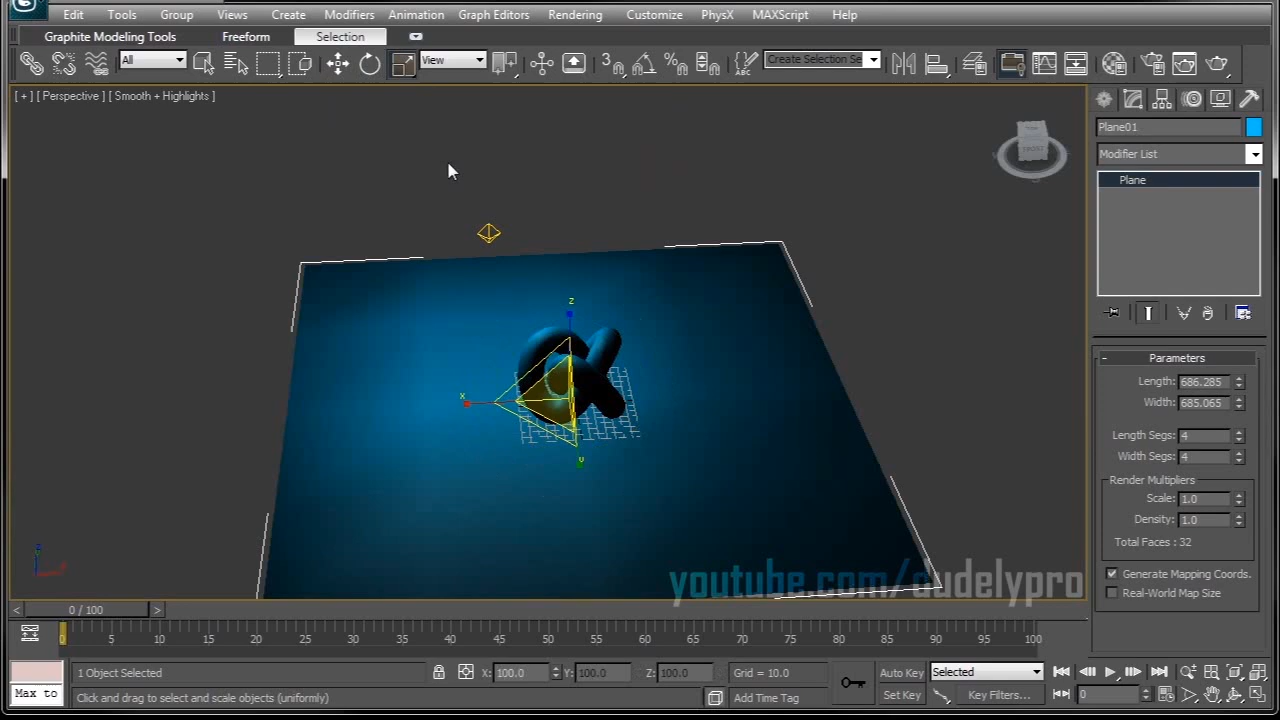 Edit Tools Group Views Create Modifiers Animation Graph Editors Rendering Customize PhysX MAXScript Help
Graphite Modeling Tools Freeform Selection
All View Create Selection Se
[ + ] [ Perspective ] [ Smooth + Highlights ]
TOP
FRONT
Plane01
Modifier List
Plane
Parameters
Length: 686.285
Width: 685.065
Length Segs: 4
Width Segs: 4
Render Multipliers
Scale: 1.0
Density: 1.0
Total Faces : 32
Generate Mapping Coords.
Real-World Map Size
z
x
y
z
x
youtube.com/dudelypro
< 0 / 100 >
0 5 10 15 20 25 30 35 40 45 50 55 60 65 70 75 80 85 90 95 100
1 Object Selected X: 100.0 Y: 100.0 Z: 100.0 Grid = 10.0 Auto Key Selected
Max to Click and drag to select and scale objects (uniformly) Add Time Tag Set Key Key Filters... 0